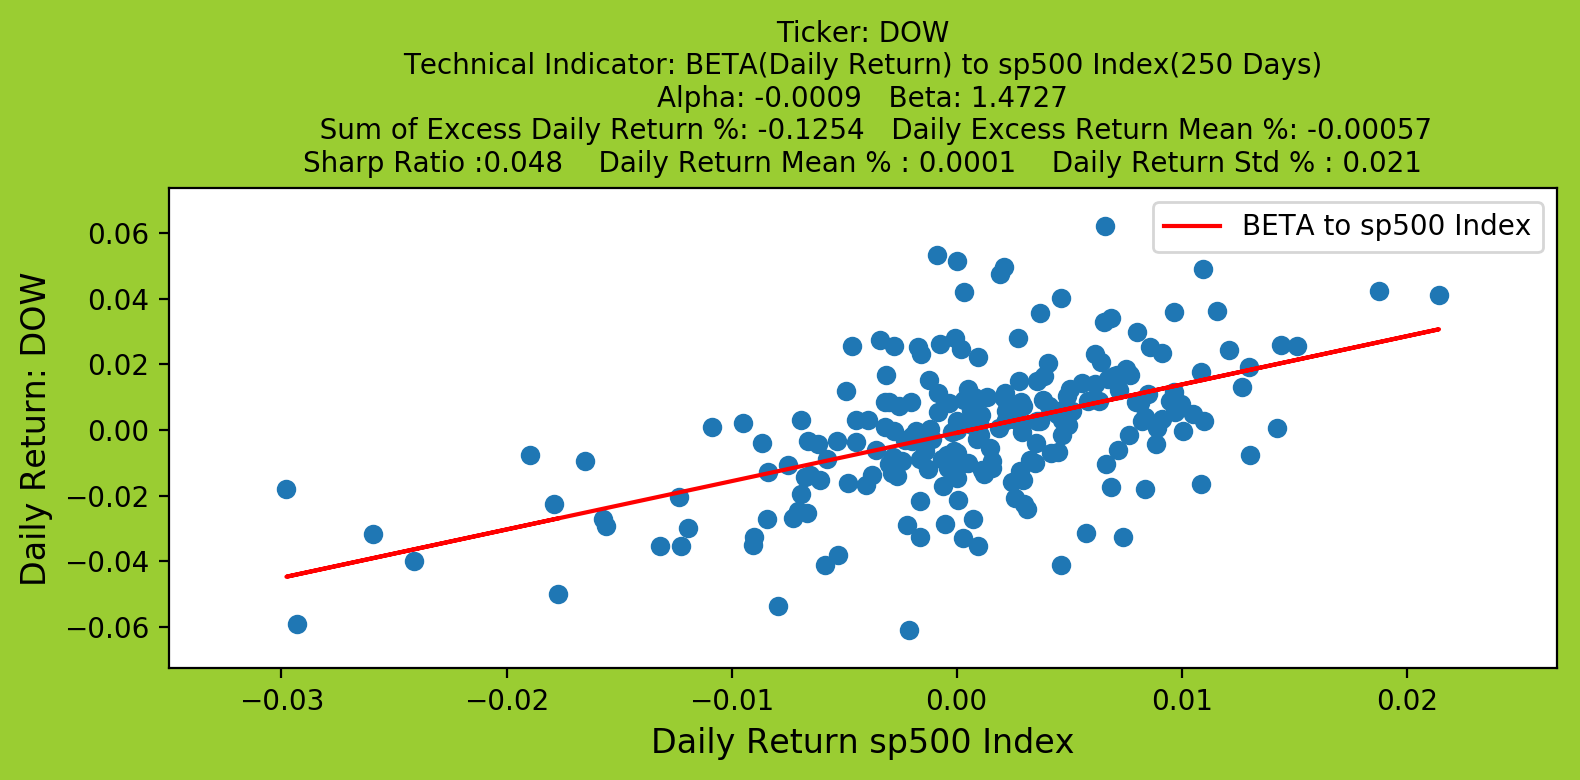 Ticker: DOW
Technical Indicator: BETA(Daily Return) to sp500 Index(250 Days)
Alpha: -0.0009 Beta: 1.4727
Sum of Excess Daily Return %: -0.1254 Daily Excess Return Mean %: -0.00057
Sharp Ratio :0.048 Daily Return Mean % : 0.0001 Daily Return Std % : 0.021
BETA to sp500 Index
Daily Return: DOW
0.06
0.04
0.02
0.00
−0.02
−0.04
−0.06
−0.03 −0.02 −0.01 0.00 0.01 0.02
Daily Return sp500 Index